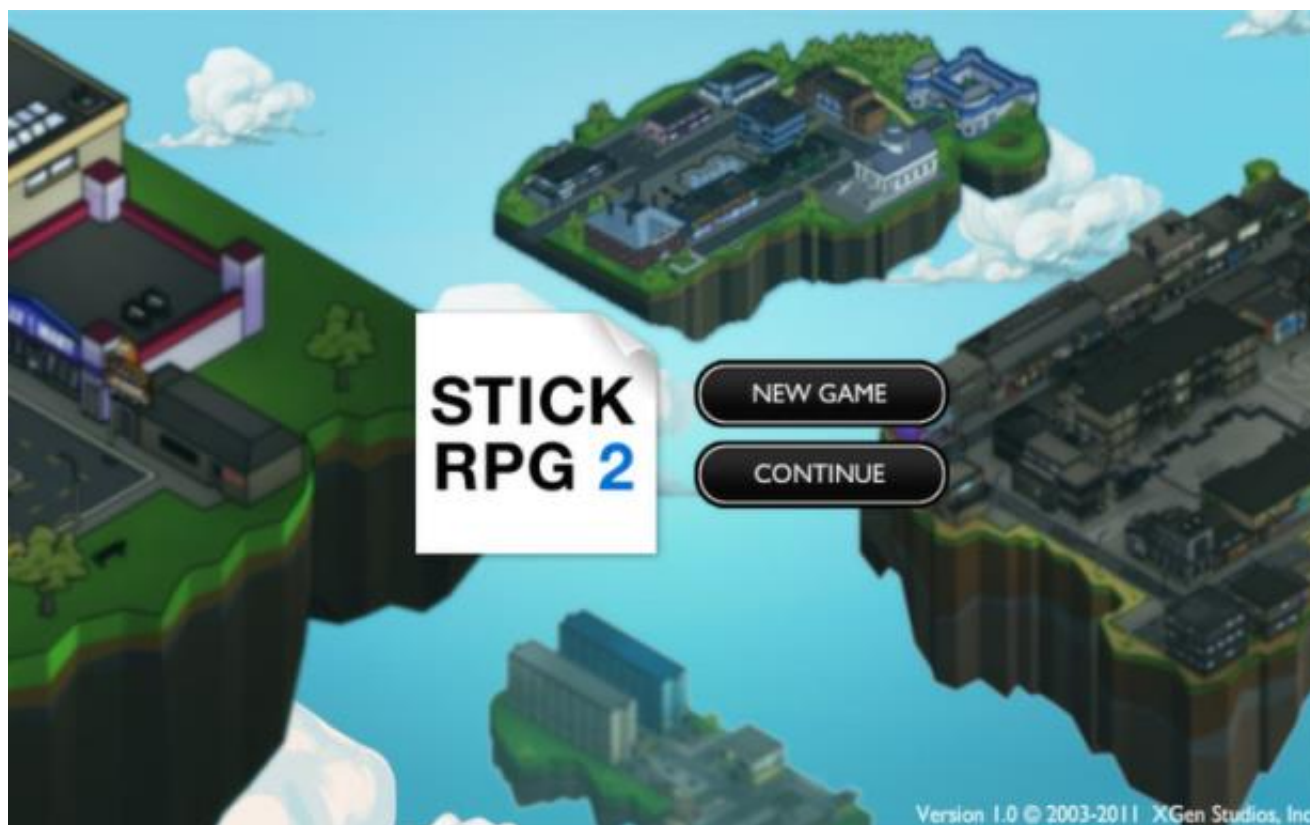 STICK
RPG 2
NEW GAME
CONTINUE
Version 1.0 © 2003-2011 XGen Studios, Inc